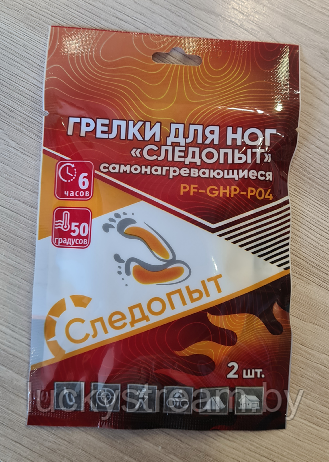 ГРЕЛКИ ДЛЯ НОГ
«СЛЕДОПЫТ»
самонагревающиеся
PF-GHP-P04
6
часов
50
градусов
Следопыт
2 шт.
luckystream.by